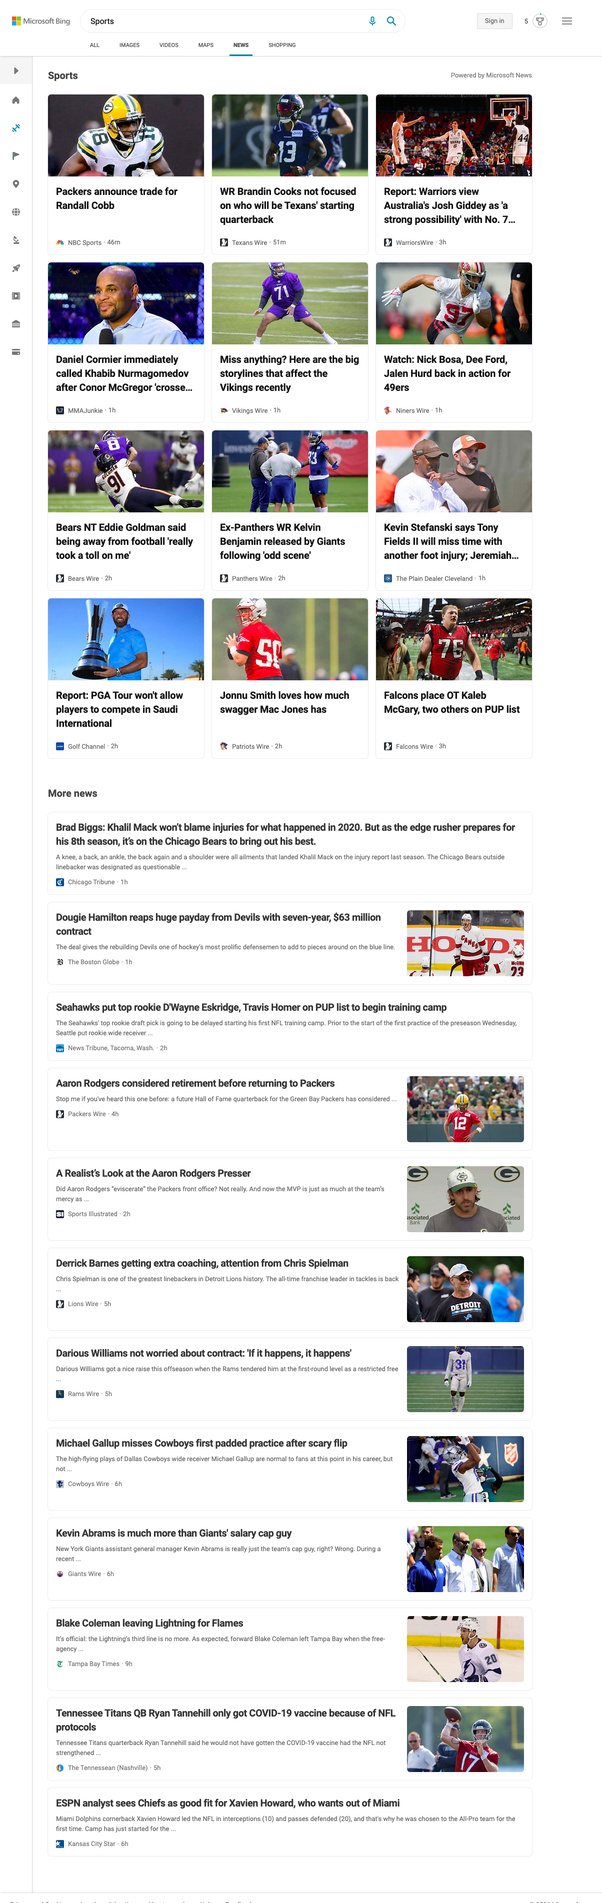 Microsoft Bing
Sports
Sign in
5
ALL IMAGES VIDEOS MAPS NEWS SHOPPING
Sports
Powered by Microsoft News
Packers announce trade for
Randall Cobb
NBC Sports · 46m
WR Brandin Cooks not focused
on who will be Texans' starting
quarterback
Texans Wire · 51m
Report: Warriors view
Australia's Josh Giddey as 'a
strong possibility' with No. 7...
WarriorsWire · 3h
Daniel Cormier immediately
called Khabib Nurmagomedov
after Conor McGregor 'crosse...
MMAJunkie · 1h
Miss anything? Here are the big
storylines that affect the
Vikings recently
Vikings Wire · 1h
Watch: Nick Bosa, Dee Ford,
Jalen Hurd back in action for
49ers
Niners Wire · 1h
Bears NT Eddie Goldman said
being away from football 'really
took a toll on me'
Bears Wire · 2h
Ex-Panthers WR Kelvin
Benjamin released by Giants
following 'odd scene'
Panthers Wire · 2h
Kevin Stefanski says Tony
Fields II will miss time with
another foot injury; Jeremiah...
The Plain Dealer Cleveland · 1h
Report: PGA Tour won't allow
players to compete in Saudi
International
Golf Channel · 2h
Jonnu Smith loves how much
swagger Mac Jones has
Patriots Wire · 2h
Falcons place OT Kaleb
McGary, two others on PUP list
Falcons Wire · 3h
More news
Brad Biggs: Khalil Mack won't blame injuries for what happened in 2020. But as the edge rusher prepares for
his 8th season, it's on the Chicago Bears to bring out his best.
A knee, a back, an ankle, the back again and a shoulder were all ailments that landed Khalil Mack on the injury report last season. The Chicago Bears outside
linebacker was designated as questionable ...
Chicago Tribune · 1h
Dougie Hamilton reaps huge payday from Devils with seven-year, $63 million
contract
The deal gives the rebuilding Devils one of hockey's most prolific defensemen to add to pieces around on the blue line.
The Boston Globe · 1h
Seahawks put top rookie D'Wayne Eskridge, Travis Homer on PUP list to begin training camp
The Seahawks' top rookie draft pick is going to be delayed starting his first NFL training camp. Prior to the start of the first practice of the preseason Wednesday,
Seattle put rookie wide receiver ...
News Tribune, Tacoma, Wash. · 2h
Aaron Rodgers considered retirement before returning to Packers
Stop me if you've heard this one before: a future Hall of Fame quarterback for the Green Bay Packers has considered ...
Packers Wire · 4h
A Realist's Look at the Aaron Rodgers Presser
Did Aaron Rodgers "eviscerate" the Packers front office? Not really. And now the MVP is just as much at the team's
mercy as ...
Sports Illustrated · 2h
Derrick Barnes getting extra coaching, attention from Chris Spielman
Chris Spielman is one of the greatest linebackers in Detroit Lions history. The all-time franchise leader in tackles is back
...
Lions Wire · 5h
DETROIT
Darious Williams not worried about contract: 'If it happens, it happens'
Darious Williams got a nice raise this offseason when the Rams tendered him at the first-round level as a restricted free
...
Rams Wire · 5h
Michael Gallup misses Cowboys first padded practice after scary flip
The high-flying plays of Dallas Cowboys wide receiver Michael Gallup are normal to fans at this point in his career, but
not ...
Cowboys Wire · 6h
Kevin Abrams is much more than Giants' salary cap guy
New York Giants assistant general manager Kevin Abrams is really just the team's cap guy, right? Wrong. During a
recent ...
Giants Wire · 6h
Blake Coleman leaving Lightning for Flames
It's official: the Lightning's third line is no more. As expected, forward Blake Coleman left Tampa Bay when the free-
agency ...
Tampa Bay Times · 9h
Tennessee Titans QB Ryan Tannehill only got COVID-19 vaccine because of NFL
protocols
Tennessee Titans quarterback Ryan Tannehill said he would not have gotten the COVID-19 vaccine had the NFL not
strengthened ...
The Tennessean (Nashville) · 5h
ESPN analyst sees Chiefs as good fit for Xavien Howard, who wants out of Miami
Miami Dolphins cornerback Xavien Howard led the NFL in interceptions (10) and passes defended (20), and that's why he was chosen to the All-Pro team for the
first time. Camp has just started for the ...
Kansas City Star · 6h